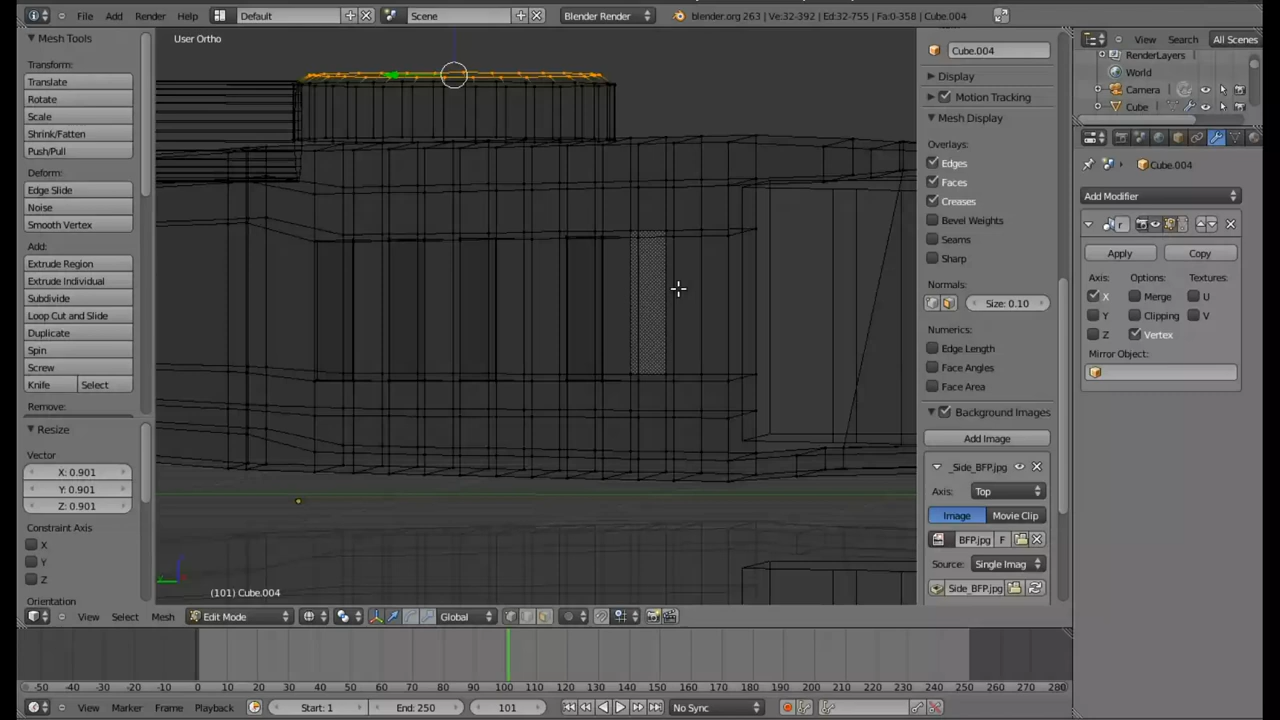 File Add Render Help Default Scene Blender Render blender.org 263 | Ve:32-392 | Ed:32-755 | Fa:0-358 | Cube.004
Mesh Tools
Transform:
Translate
Rotate
Scale
Shrink/Fatten
Push/Pull
Deform:
Edge Slide
Noise
Smooth Vertex
Add:
Extrude Region
Extrude Individual
Subdivide
Loop Cut and Slide
Duplicate
Spin
Screw
Knife Select
Remove:
Resize
Vector
X: 0.901
Y: 0.901
Z: 0.901
Constraint Axis
X
Y
Z
Orientation
User Ortho
(101) Cube.004
Cube.004
Display
Motion Tracking
Mesh Display
Overlays:
Edges
Faces
Creases
Bevel Weights
Seams
Sharp
Normals:
Size: 0.10
Numerics:
Edge Length
Face Angles
Face Area
Background Images
Add Image
_Side_BFP.jpg
Axis: Top
Image Movie Clip
BFP.jpg F
Source: Single Imag
Side_BFP.jpg
View Search All Scenes
RenderLayers
World
Camera
Cube
Cube.004
Add Modifier
r
Apply Copy
Axis: Options: Textures:
X Merge U
Y Clipping V
Z Vertex
Mirror Object:
View Select Mesh Edit Mode Global
-50 -40 -30 -20 -10 0 10 20 30 40 50 60 70 80 90 100 110 120 130 140 150 160 170 180 190 200 210 220 230 240 250 260 270 280
View Marker Frame Playback Start: 1 End: 250 101 No Sync